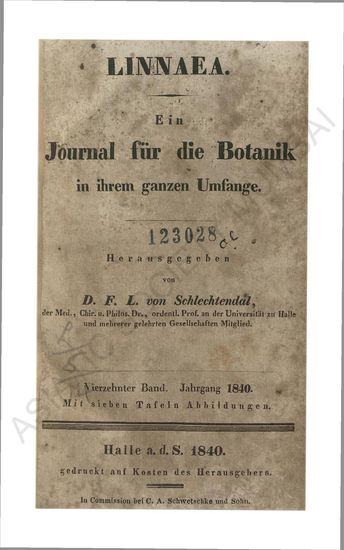 LINNAEA.
Ein
Journal für die Botanik
in ihrem ganzen Umfange.
123028
Herausgegeben
von
D. F. L. von Schlechtendal,
der Med., Chir. u. Philos. Dr., ordentl. Prof. an der Universität zu Halle
und mehrerer gelehrten Gesellschaften Mitglied.
Vierzehnter Band. Jahrgang 1840.
Mit sieben Tafeln Abbildungen.
Halle a. d. S. 1840.
gedruckt auf Kosten des Herausgebers.
In Commission bei C. A. Schwetschke und Sohn.